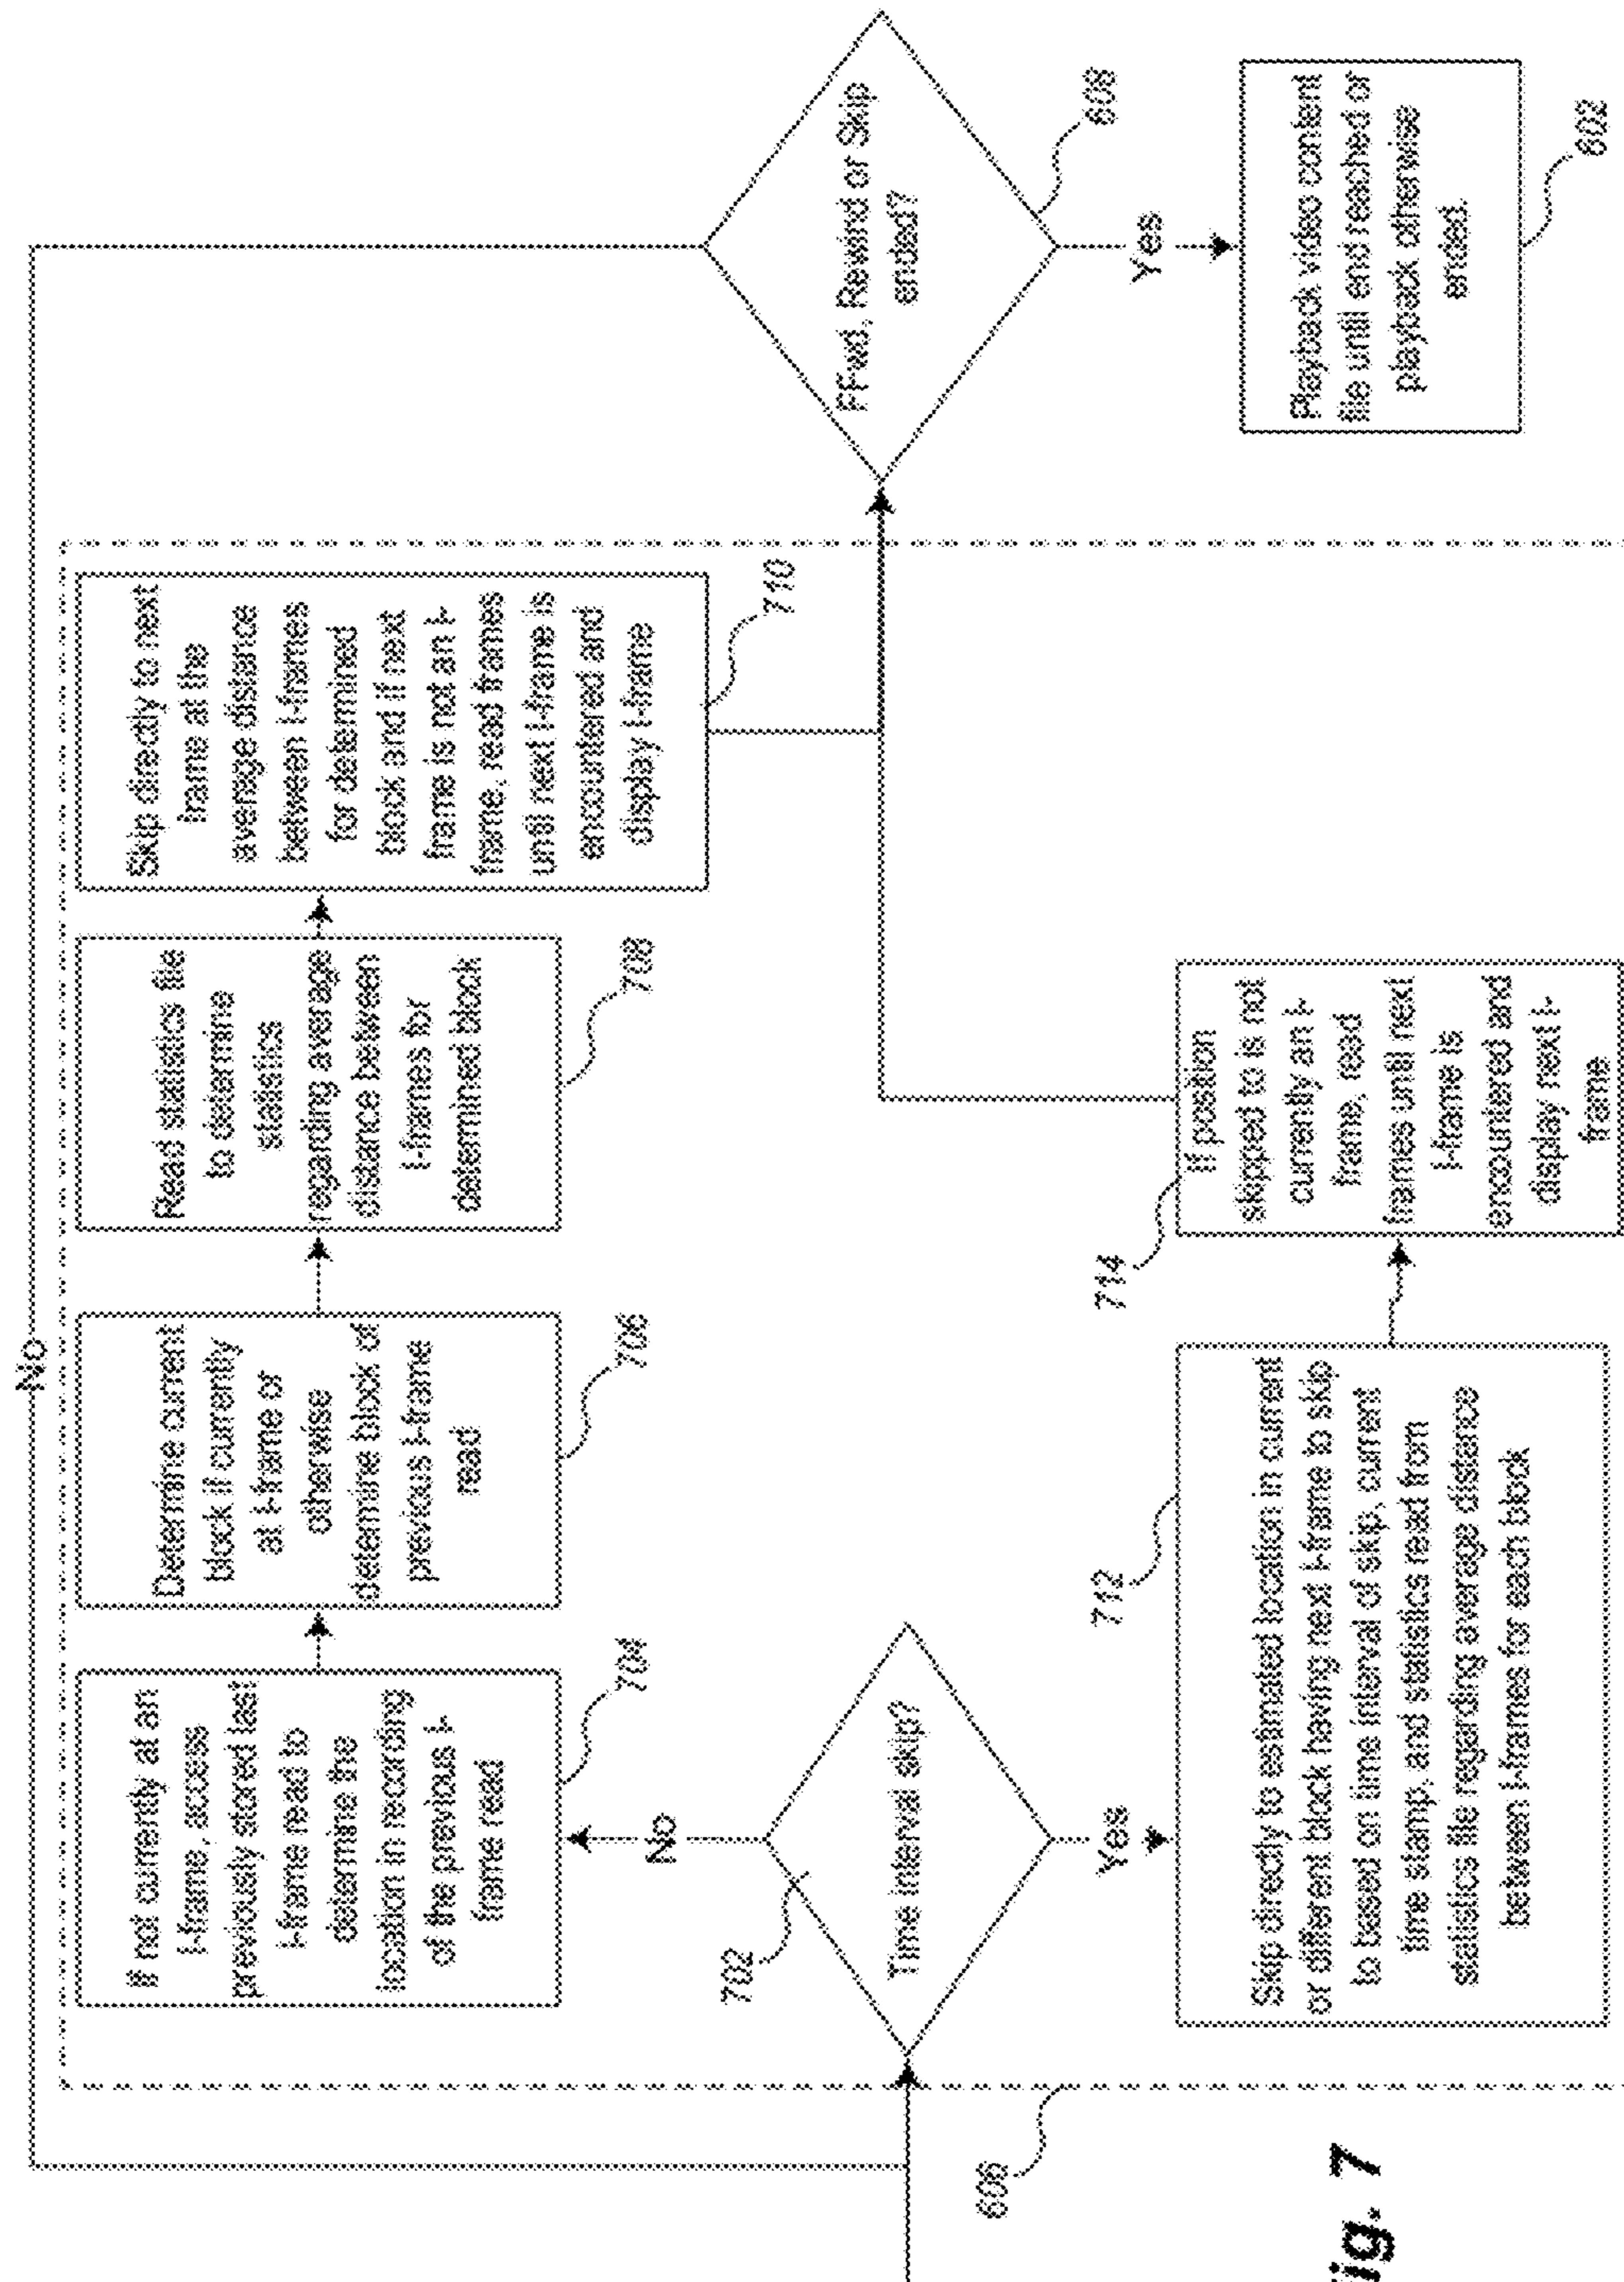 No
If not currently at an
I-frame, access
previously stored last
I-frame read to
determine the
location in recording
of the previous I-
frame read
704
Determine current
block if currently
at I-frame or
otherwise
determine block of
previous I-frame
read
706
Read statistics file
to determine
statistics
regarding average
distance between
I-frames for
determined block
708
Skip directly to next
frame at the
average distance
between I-frames
for determined
block and if next
frame is not an I-
frame, read frames
until next I-frame is
encountered and
display I-frame
710
No
702
Time interval skip?
Yes
FFwd, Rewind or Skip
ended?
608
Yes
606
712
Skip directly to estimated location in current
or different block having next I-frame to skip
to based on time interval of skip, current
time stamp, and statistics read from
statistics file regarding average distance
between I-frames for each block
714
If position
skipped to is not
currently an I-
frame, read
frames until next
I-frame is
encountered and
display next I-
frame
Playback video content
file until end reached or
playback otherwise
ended.
602
ig. 7